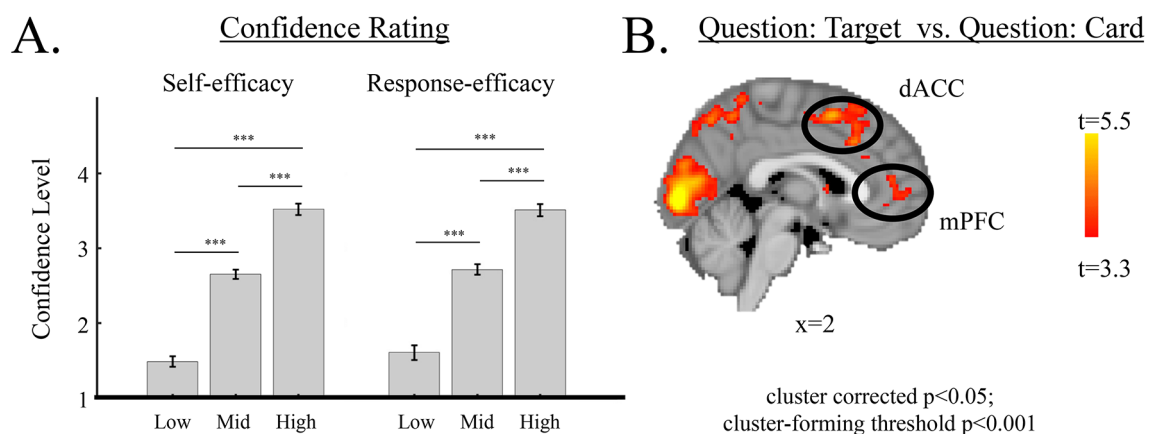 A.
Confidence Rating
Self-efficacy
Response-efficacy
***
***
***
***
***
***
Confidence Level
4
3
2
1
Low Mid High
Low Mid High
B.
Question: Target vs. Question: Card
dACC
mPFC
t=5.5
t=3.3
x=2
cluster corrected p<0.05;
cluster-forming threshold p<0.001